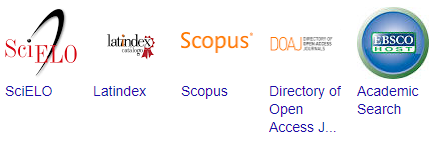 SciELO
latindex
catálogo
Scopus®
DOAJ
DIRECTORY OF
OPEN ACCESS
JOURNALS
EBSCO
HOST
SciELO
Latindex
Scopus
Directory of
Open
Access J...
Academic
Search